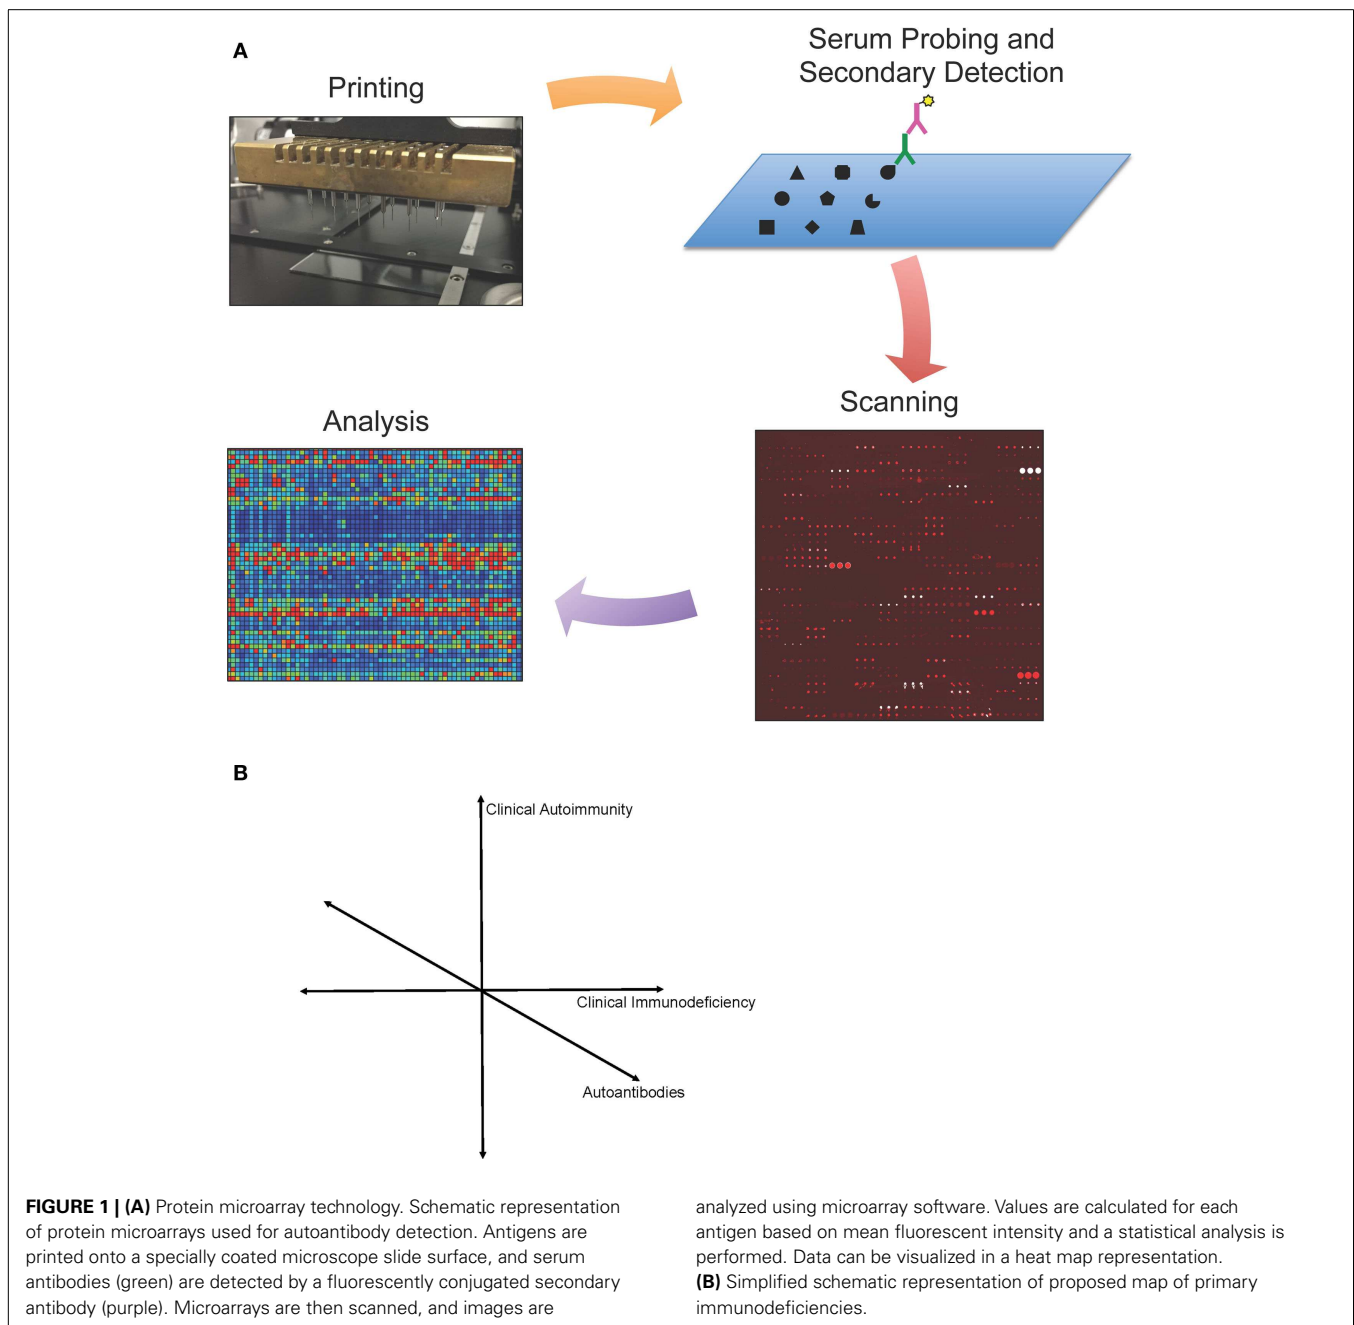 A
Printing
Serum Probing and
Secondary Detection
Scanning
Analysis
B
Clinical Autoimmunity
Clinical Immunodeficiency
Autoantibodies
FIGURE 1 | (A) Protein microarray technology. Schematic representation
of protein microarrays used for autoantibody detection. Antigens are
printed onto a specially coated microscope slide surface, and serum
antibodies (green) are detected by a fluorescently conjugated secondary
antibody (purple). Microarrays are then scanned, and images are
analyzed using microarray software. Values are calculated for each
antigen based on mean fluorescent intensity and a statistical analysis is
performed. Data can be visualized in a heat map representation.
(B) Simplified schematic representation of proposed map of primary
immunodeficiencies.